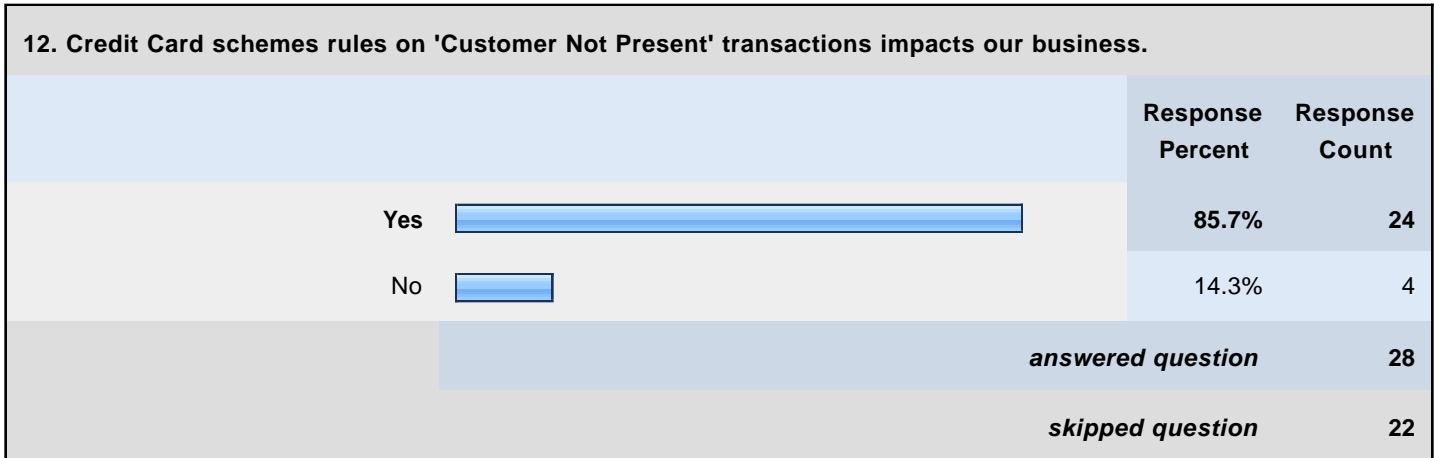 12. Credit Card schemes rules on 'Customer Not Present' transactions impacts our business.
Response Response
Percent Count
Yes 85.7% 24
No 14.3% 4
answered question 28
skipped question 22